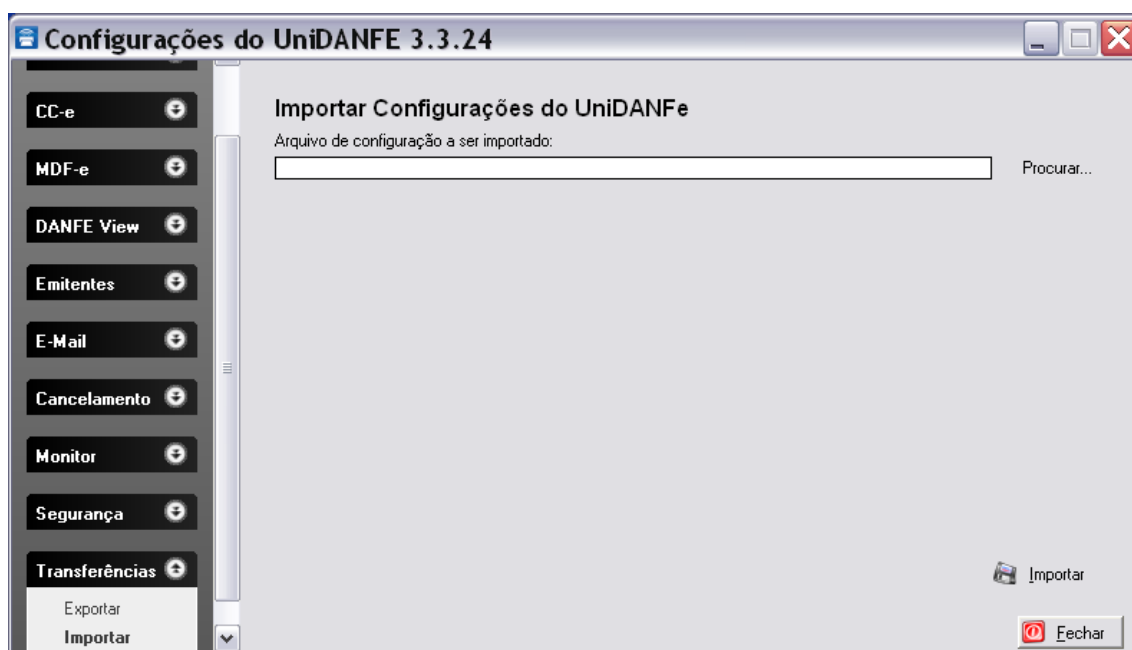 Configurações do UniDANFE 3.3.24
CC-e
MDF-e
DANFE View
Emitentes
E-Mail
Cancelamento
Monitor
Segurança
Transferências
Exportar
Importar
Importar Configurações do UniDANFe
Arquivo de configuração a ser importado:
Procurar...
Importar
Fechar